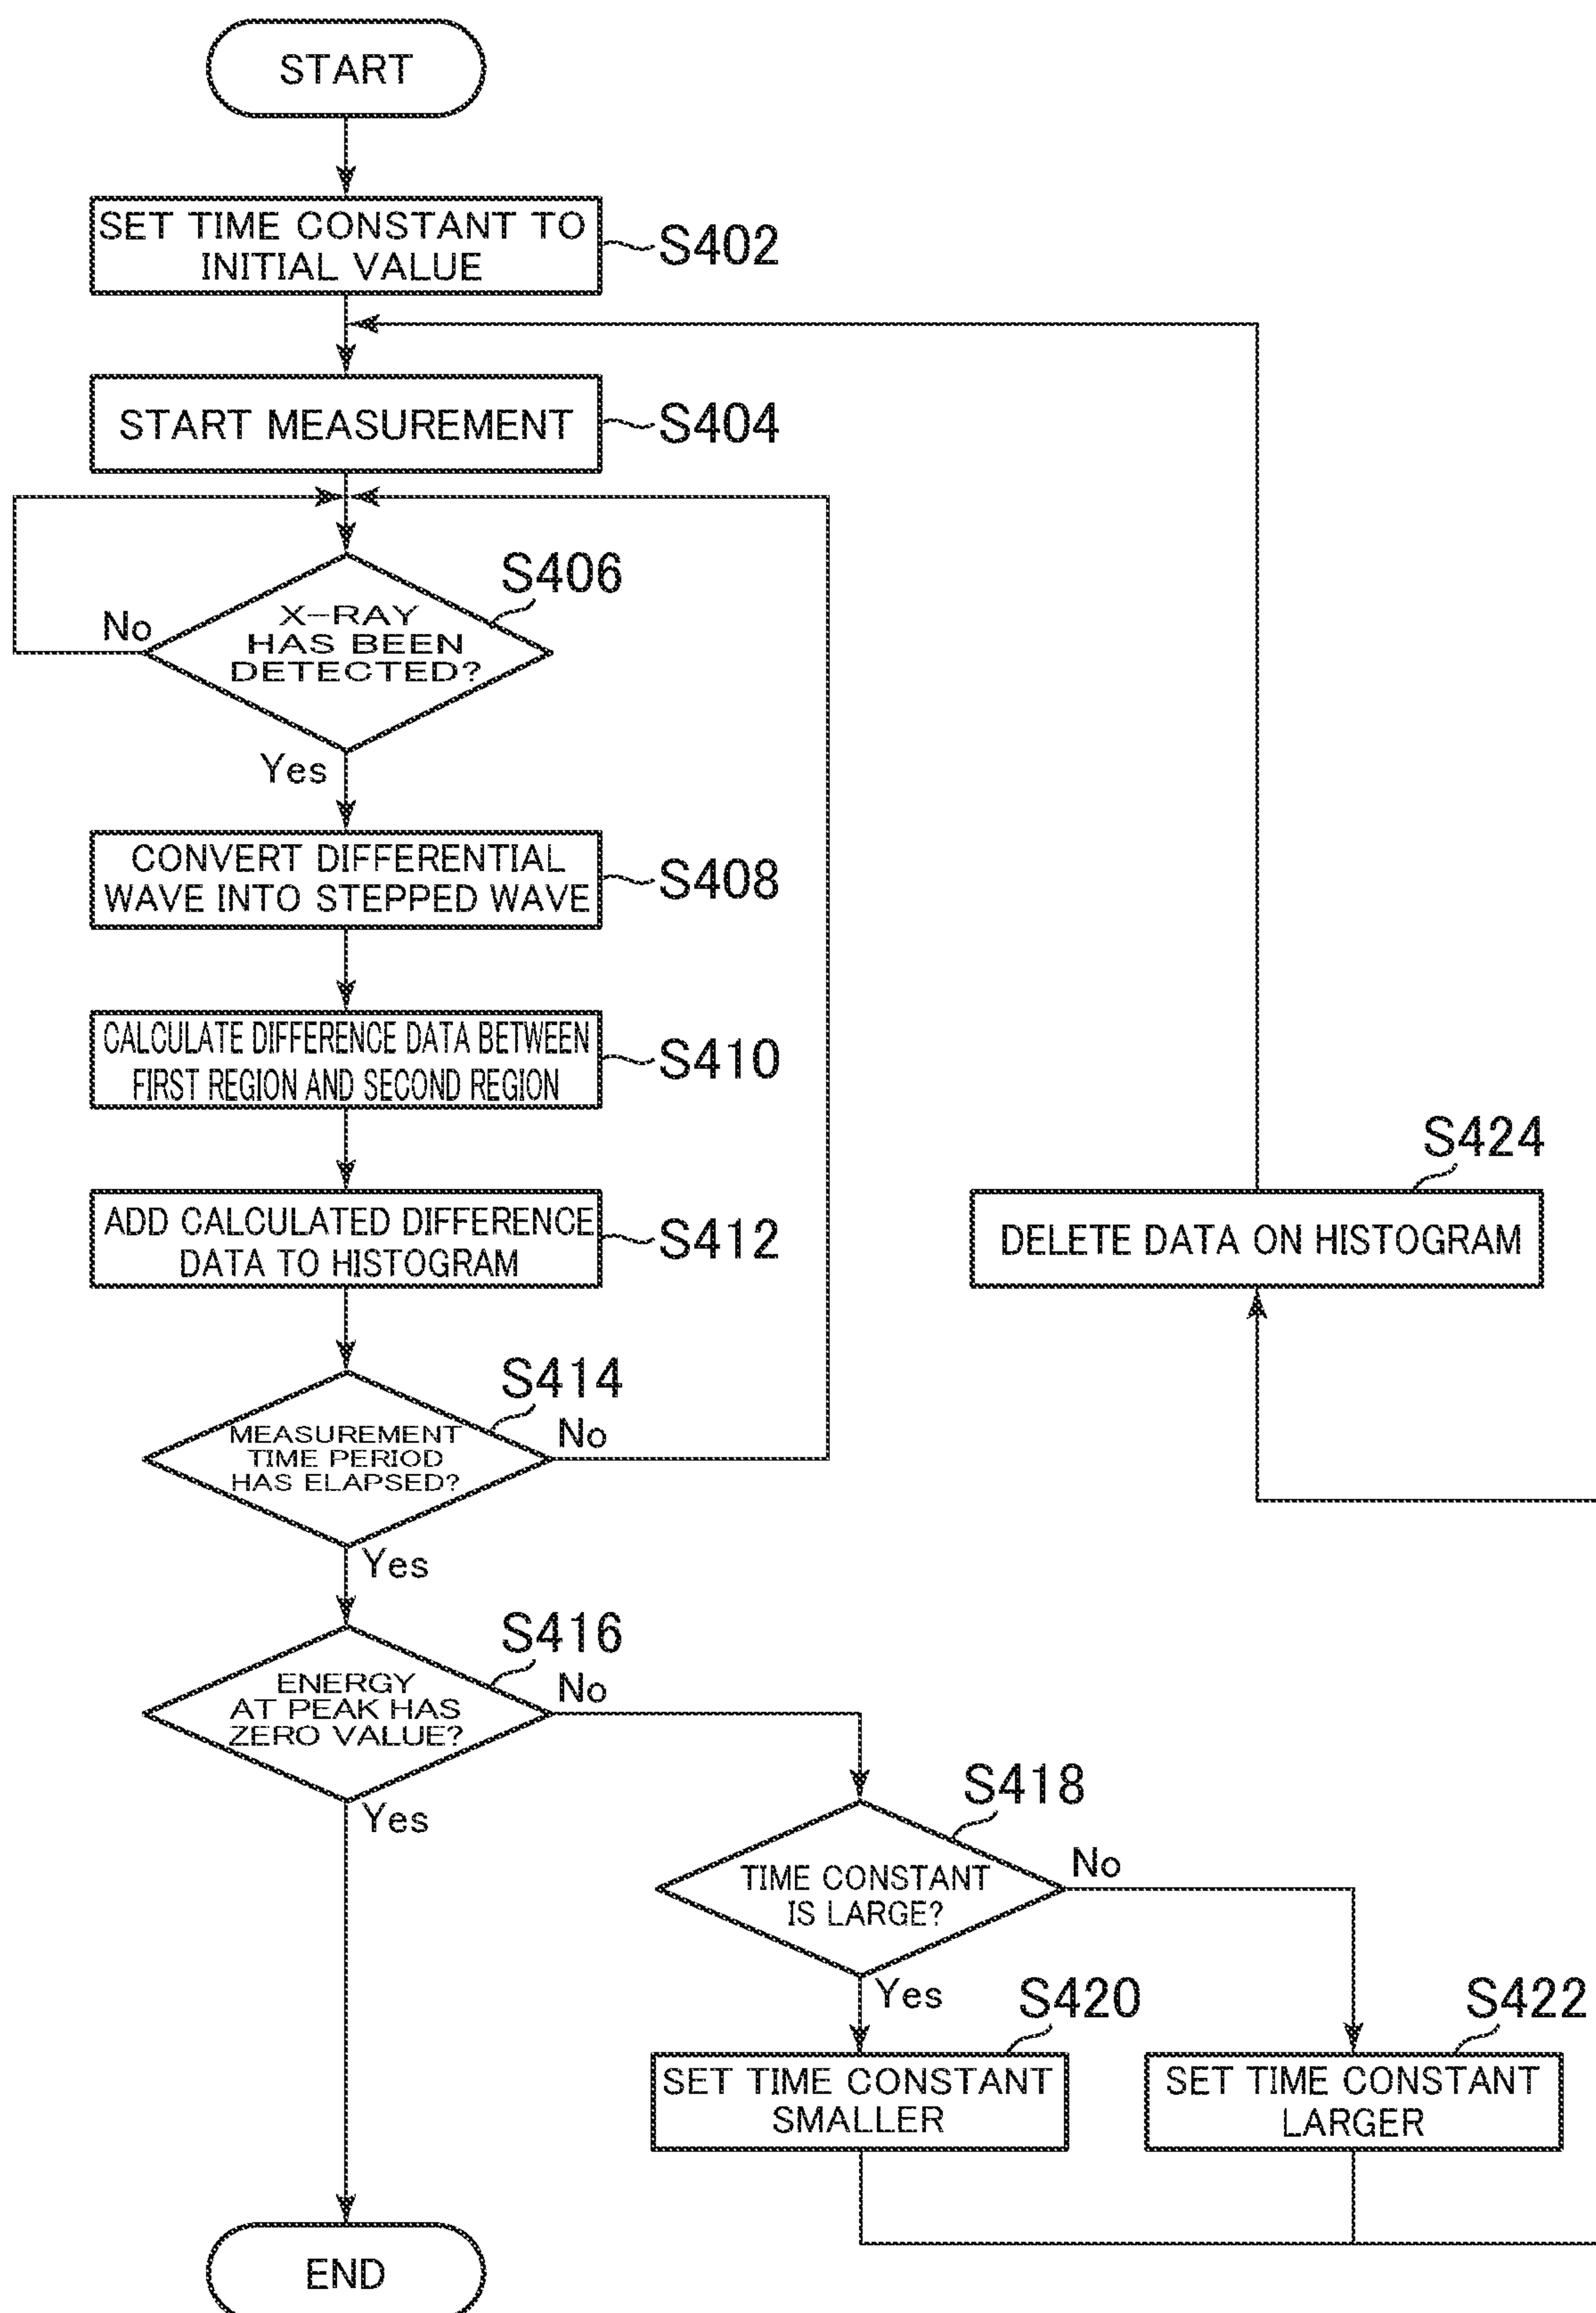 START
SET TIME CONSTANT TO
INITIAL VALUE
S402
START MEASUREMENT
S404
S406
X-RAY
HAS BEEN
DETECTED?
No
Yes
CONVERT DIFFERENTIAL
WAVE INTO STEPPED WAVE
S408
CALCULATE DIFFERENCE DATA BETWEEN
FIRST REGION AND SECOND REGION
S410
ADD CALCULATED DIFFERENCE
DATA TO HISTOGRAM
S412
S424
DELETE DATA ON HISTOGRAM
S414
MEASUREMENT
TIME PERIOD
HAS ELAPSED?
No
Yes
S416
ENERGY
AT PEAK HAS
ZERO VALUE?
No
Yes
S418
TIME CONSTANT
IS LARGE?
No
Yes
S420
SET TIME CONSTANT
SMALLER
S422
SET TIME CONSTANT
LARGER
END